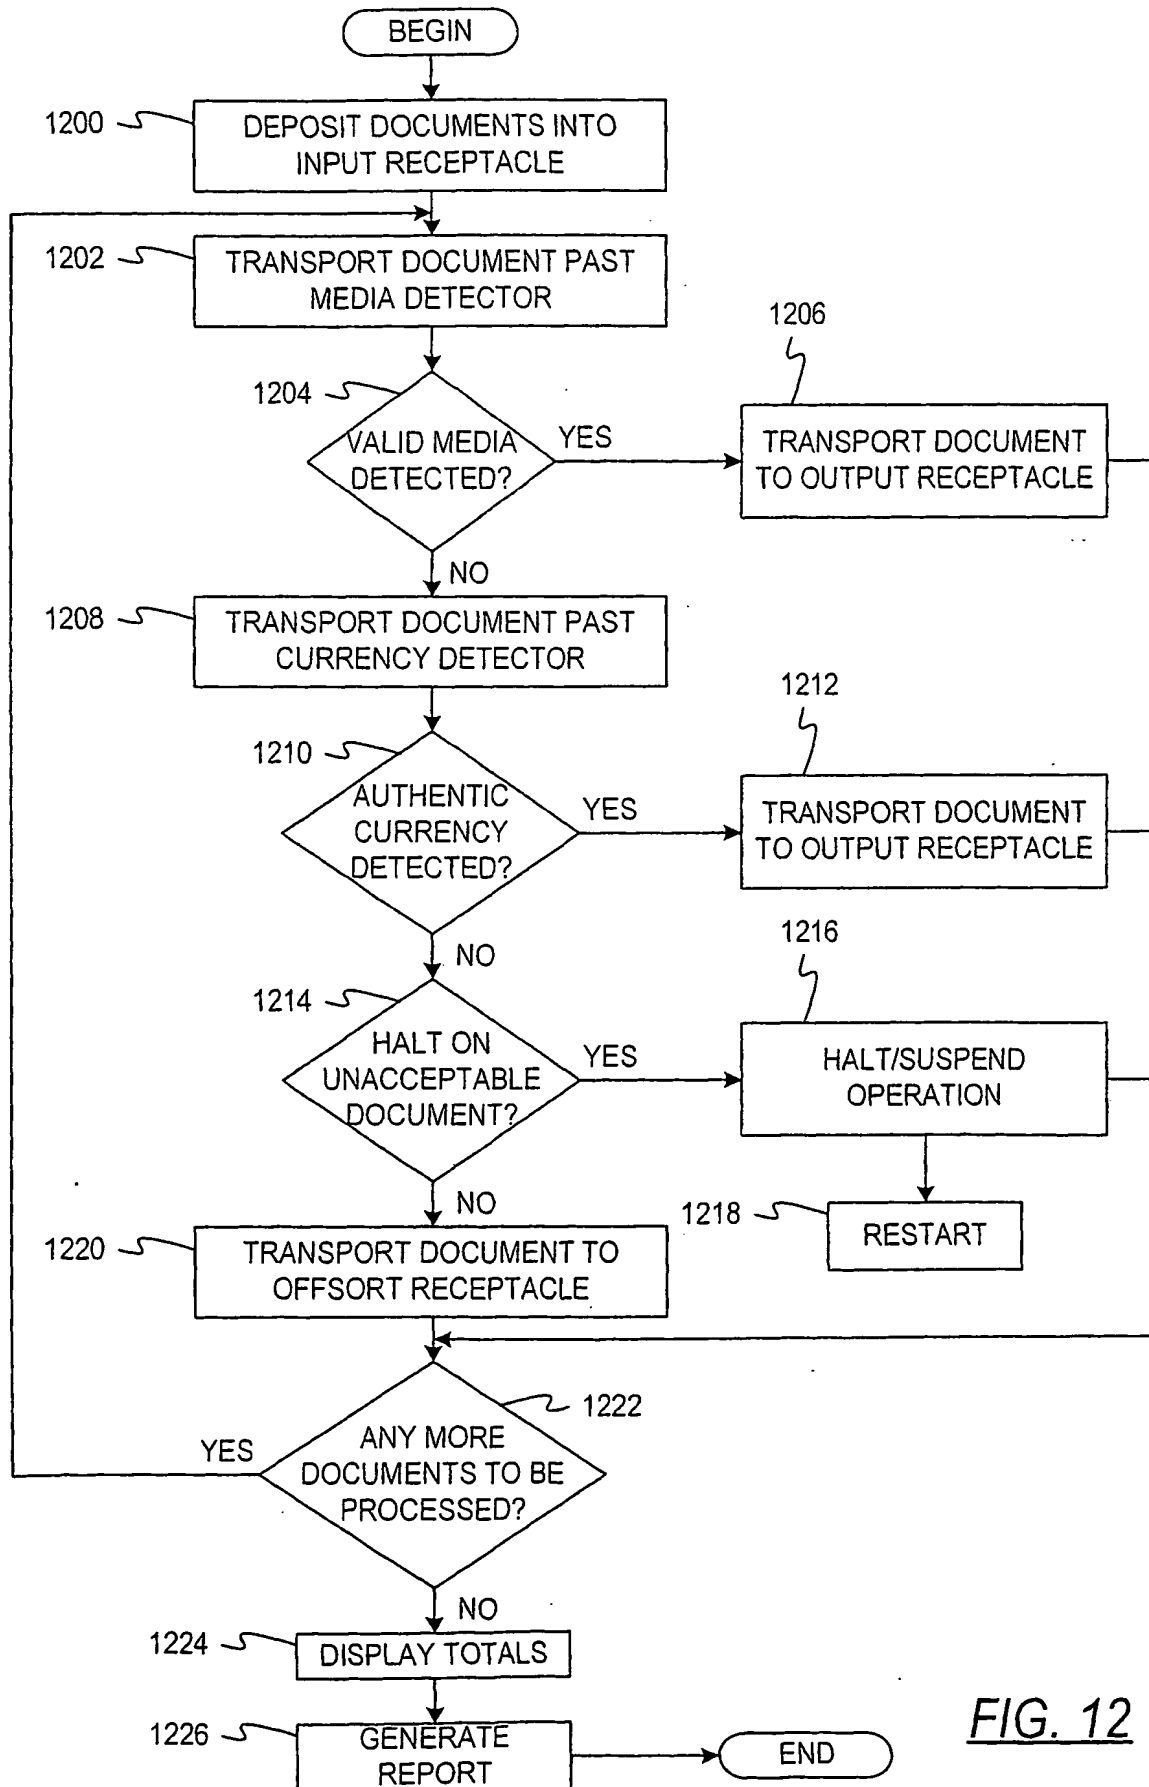 BEGIN
1200
DEPOSIT DOCUMENTS INTO
INPUT RECEPTACLE
1202
TRANSPORT DOCUMENT PAST
MEDIA DETECTOR
1204
VALID MEDIA
DETECTED?
YES
1206
TRANSPORT DOCUMENT
TO OUTPUT RECEPTACLE
NO
1208
TRANSPORT DOCUMENT PAST
CURRENCY DETECTOR
1210
AUTHENTIC
CURRENCY
DETECTED?
YES
1212
TRANSPORT DOCUMENT
TO OUTPUT RECEPTACLE
NO
1214
HALT ON
UNACCEPTABLE
DOCUMENT?
YES
1216
HALT/SUSPEND
OPERATION
1218
RESTART
NO
1220
TRANSPORT DOCUMENT TO
OFFSORT RECEPTACLE
1222
ANY MORE
DOCUMENTS TO BE
PROCESSED?
YES
NO
1224
DISPLAY TOTALS
1226
GENERATE
REPORT
END
FIG. 12